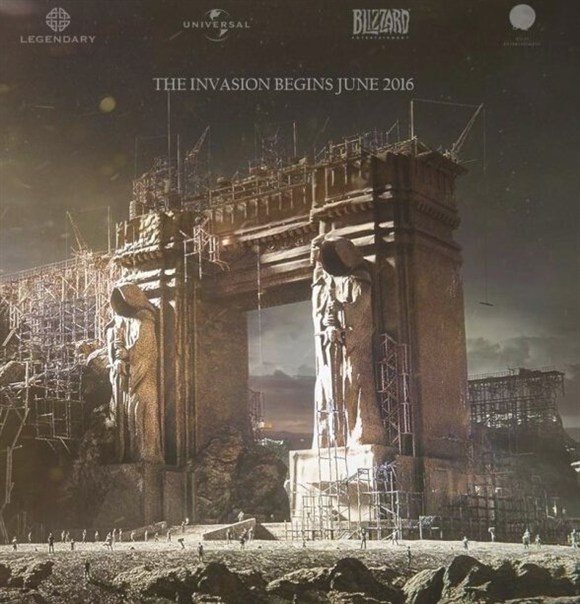 LEGENDARY
UNIVERSAL
BLIZZARD
ENTERTAINMENT
THE INVASION BEGINS JUNE 2016